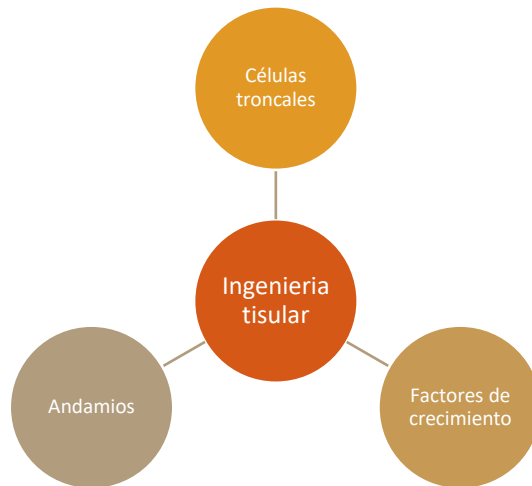 Células
troncales
Ingenieria
tisular
Andamios
Factores de
crecimiento